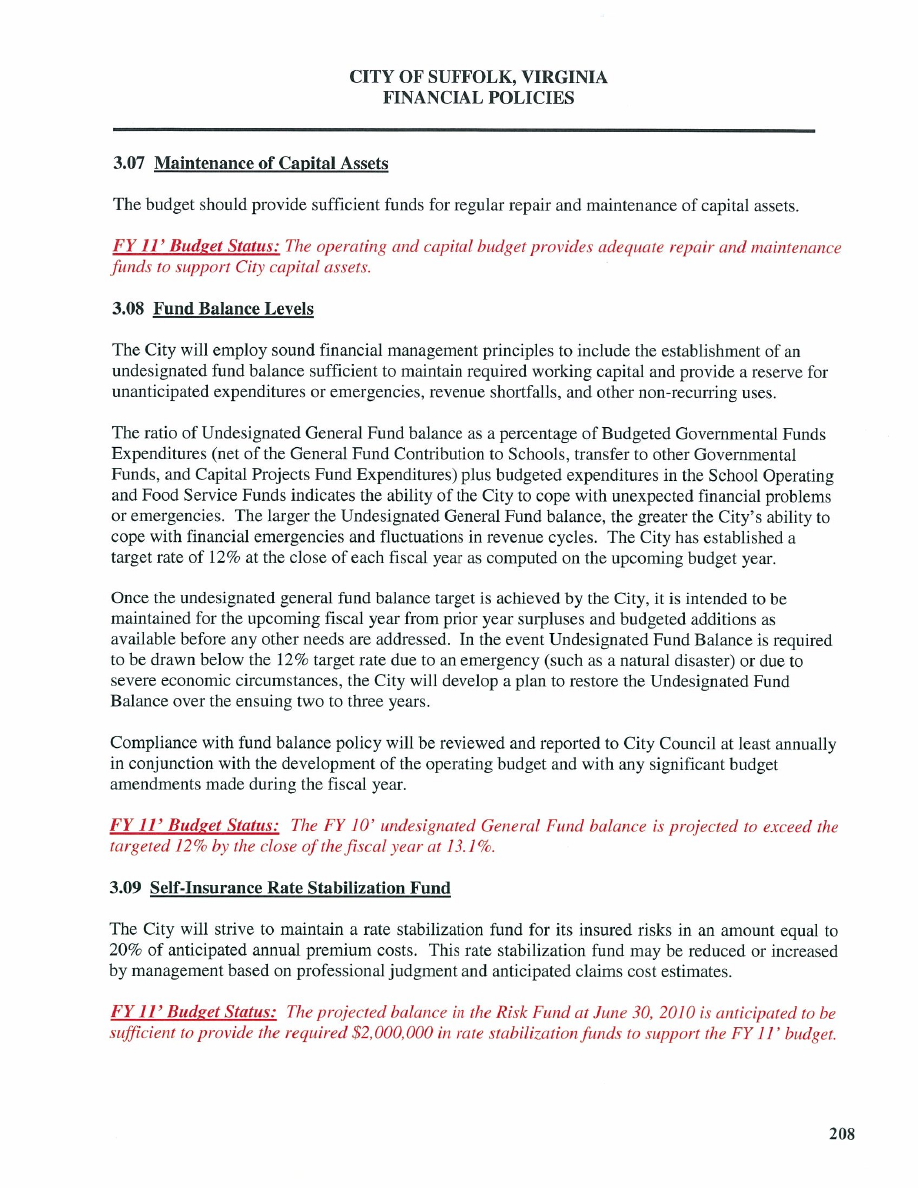 CITY OF SUFFOLK, VIRGINIA
FINANCIAL POLICIES
3.07 Maintenance of Capital Assets
The budget should provide sufficient funds for regular repair and maintenance of capital assets.
FY 11’ Budget Status: The operating and capital budget provides adequate repair and maintenance
funds to support City capital assets.
3.08 Fund Balance Levels
The City will employ sound financial management principles to include the establishment of an
undesignated fund balance sufficient to maintain required working capital and provide a reserve for
unanticipated expenditures or emergencies, revenue shortfalls, and other non-recurring uses.
The ratio of Undesignated General Fund balance as a percentage of Budgeted Governmental Funds
Expenditures (net of the General Fund Contribution to Schools, transfer to other Governmental
Funds, and Capital Projects Fund Expenditures) plus budgeted expenditures in the School Operating
and Food Service Funds indicates the ability of the City to cope with unexpected financial problems
or emergencies. The larger the Undesignated General Fund balance, the greater the City’s ability to
cope with financial emergencies and fluctuations in revenue cycles. The City has established a
target rate of 12% at the close of each fiscal year as computed on the upcoming budget year.
Once the undesignated general fund balance target is achieved by the City, it is intended to be
maintained for the upcoming fiscal year from prior year surpluses and budgeted additions as
available before any other needs are addressed. In the event Undesignated Fund Balance is required
to be drawn below the 12% target rate due to an emergency (such as a natural disaster) or due to
severe economic circumstances, the City will develop a plan to restore the Undesignated Fund
Balance over the ensuing two to three years.
Compliance with fund balance policy will be reviewed and reported to City Council at least annually
in conjunction with the development of the operating budget and with any significant budget
amendments made during the fiscal year.
FY 11’ Budget Status: The FY 10’ undesignated General Fund balance is projected to exceed the
targeted 12% by the close of the fiscal year at 13.1%.
3.09 Self-Insurance Rate Stabilization Fund
The City will strive to maintain a rate stabilization fund for its insured risks in an amount equal to
20% of anticipated annual premium costs. This rate stabilization fund may be reduced or increased
by management based on professional judgment and anticipated claims cost estimates.
FY 11’ Budget Status: The projected balance in the Risk Fund at June 30, 2010 is anticipated to be
sufficient to provide the required $2,000,000 in rate stabilization funds to support the FY 11’ budget.
208